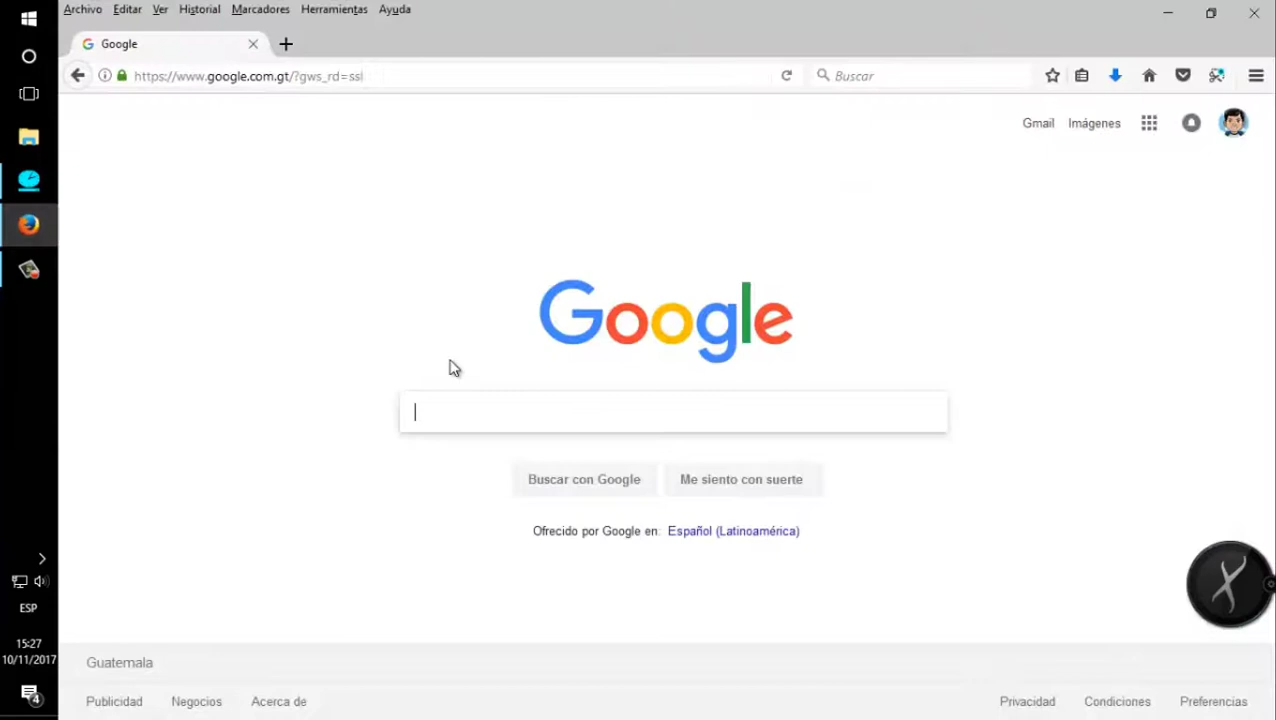 Archivo Editar Ver Historial Marcadores Herramientas Ayuda
Google
https://www.google.com.gt/?gws_rd=ssl
Buscar
Gmail Imágenes
Google
Buscar con Google Me siento con suerte
Ofrecido por Google en: Español (Latinoamérica)
ESP
15:27
10/11/2017
4
Guatemala
Publicidad Negocios Acerca de Privacidad Condiciones Preferencias